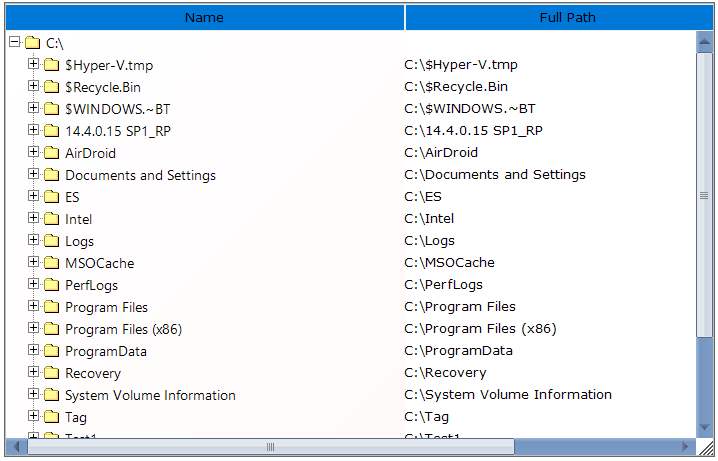 Name Full Path
C:\
$Hyper-V.tmp C:\$Hyper-V.tmp
$Recycle.Bin C:\$Recycle.Bin
$WINDOWS.~BT C:\$WINDOWS.~BT
14.4.0.15 SP1_RP C:\14.4.0.15 SP1_RP
AirDroid C:\AirDroid
Documents and Settings C:\Documents and Settings
ES C:\ES
Intel C:\Intel
Logs C:\Logs
MSOCache C:\MSOCache
PerfLogs C:\PerfLogs
Program Files C:\Program Files
Program Files (x86) C:\Program Files (x86)
ProgramData C:\ProgramData
Recovery C:\Recovery
System Volume Information C:\System Volume Information
Tag C:\Tag
Test1 C:\Test1